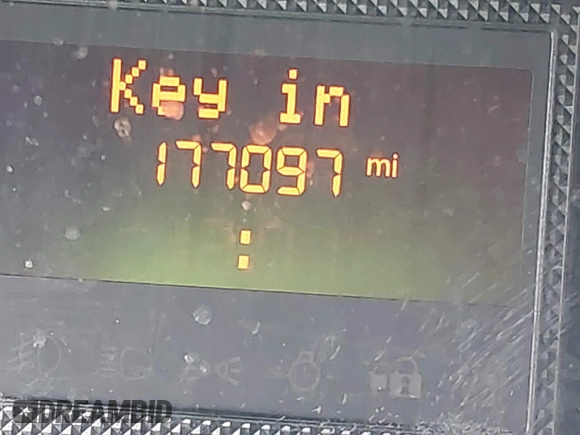 Key in
177097 mi
:
DREAMBID